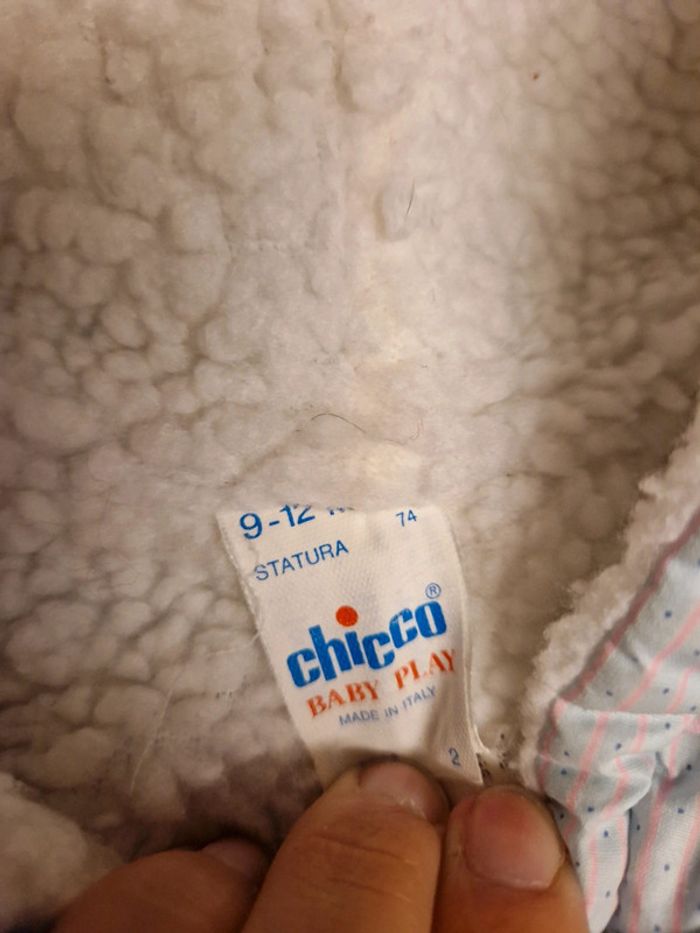 9-12
74
STATURA
chicco®
BABY PLAY
MADE IN ITALY
2